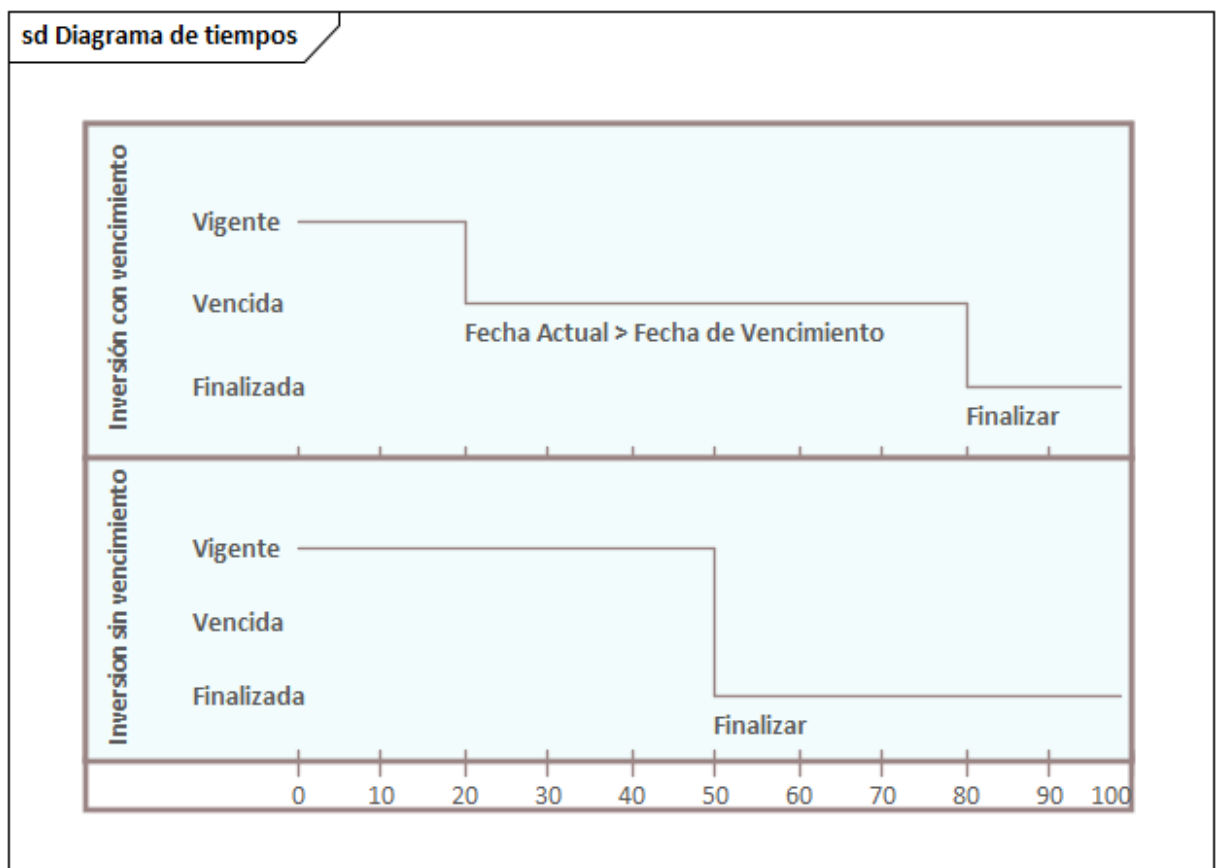 sd Diagrama de tiempos
Inversión con vencimiento
Vigente
Vencida
Fecha Actual > Fecha de Vencimiento
Finalizada
Finalizar
Inversion sin vencimiento
Vigente
Vencida
Finalizada
Finalizar
0 10 20 30 40 50 60 70 80 90 100